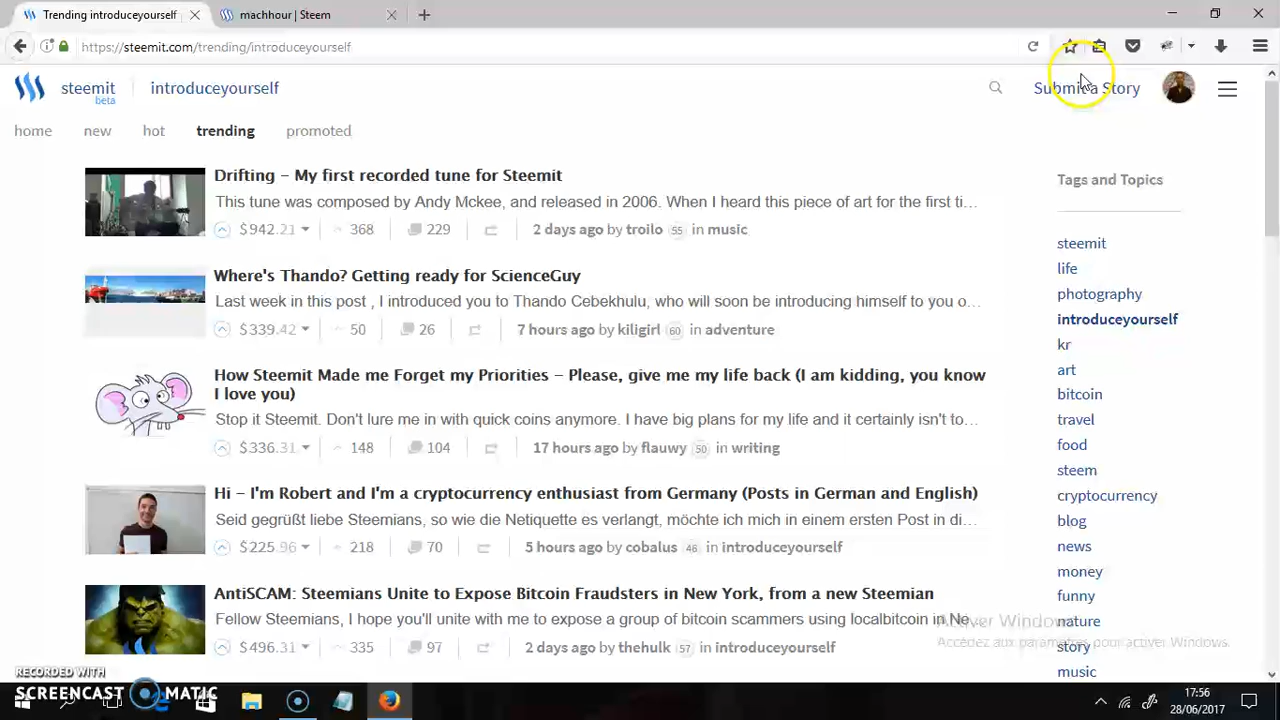 Trending introduceyourself
machhour | Steem
https://steemit.com/trending/introduceyourself
steemit
beta
introduceyourself
Submit a Story
home
new
hot
trending
promoted
Drifting – My first recorded tune for Steemit
This tune was composed by Andy Mckee, and released in 2006. When I heard this piece of art for the first ti…
$942.21 368 229 2 days ago by troilo 55 in music
Where's Thando? Getting ready for ScienceGuy
Last week in this post , I introduced you to Thando Cebekhulu, who will soon be introducing himself to you o…
$339.42 50 26 7 hours ago by kiligirl 60 in adventure
How Steemit Made me Forget my Priorities – Please, give me my life back (I am kidding, you know
I love you)
Stop it Steemit. Don't lure me in with quick coins anymore. I have big plans for my life and it certainly isn't to…
$336.31 148 104 17 hours ago by flauwy 50 in writing
Hi – I'm Robert and I'm a cryptocurrency enthusiast from Germany (Posts in German and English)
Seid gegrüßt liebe Steemians, so wie die Netiquette es verlangt, möchte ich mich in einem ersten Post in di…
$225.96 218 70 5 hours ago by cobalus 46 in introduceyourself
AntiSCAM: Steemians Unite to Expose Bitcoin Fraudsters in New York, from a new Steemian
Fellow Steemians, I hope you'll unite with me to expose a group of bitcoin scammers using localbitcoin in Ne…
$496.31 335 97 2 days ago by thehulk 57 in introduceyourself
Tags and Topics
steemit
life
photography
introduceyourself
kr
art
bitcoin
travel
food
steem
cryptocurrency
blog
news
money
funny
nature
story
music
Activer Windows
Accédez aux paramètres pour activer Windows.
RECORDED WITH
SCREENCAST MATIC
17:56
28/06/2017